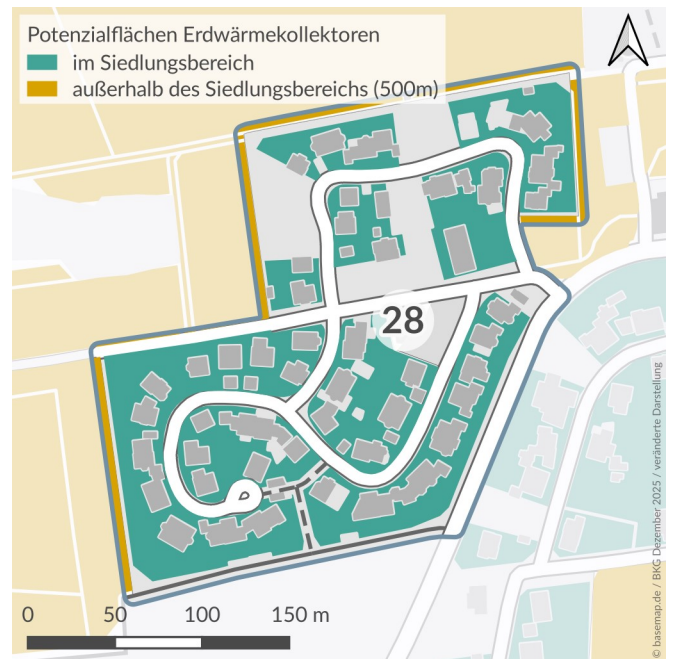 Potenzialflächen Erdwärmekollektoren
im Siedlungsbereich
außerhalb des Siedlungsbereichs (500m)
28
0 50 100 150 m
© basemap.de / BKG Dezember 2025 / veränderte Darstellung